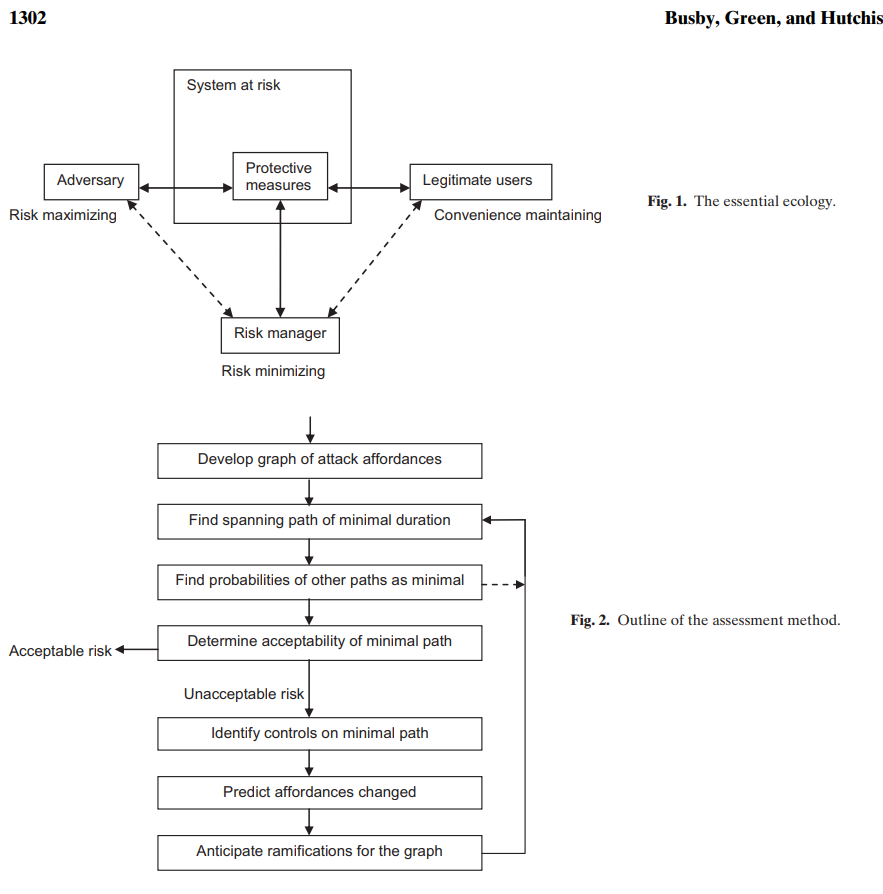 1302
Busby, Green, and Hutchis
System at risk
Protective
measures
Adversary
Legitimate users
Risk maximizing
Convenience maintaining
Fig. 1. The essential ecology.
Risk manager
Risk minimizing
Develop graph of attack affordances
Find spanning path of minimal duration
Find probabilities of other paths as minimal
Fig. 2. Outline of the assessment method.
Determine acceptability of minimal path
Acceptable risk
Unacceptable risk
Identify controls on minimal path
Predict affordances changed
Anticipate ramifications for the graph